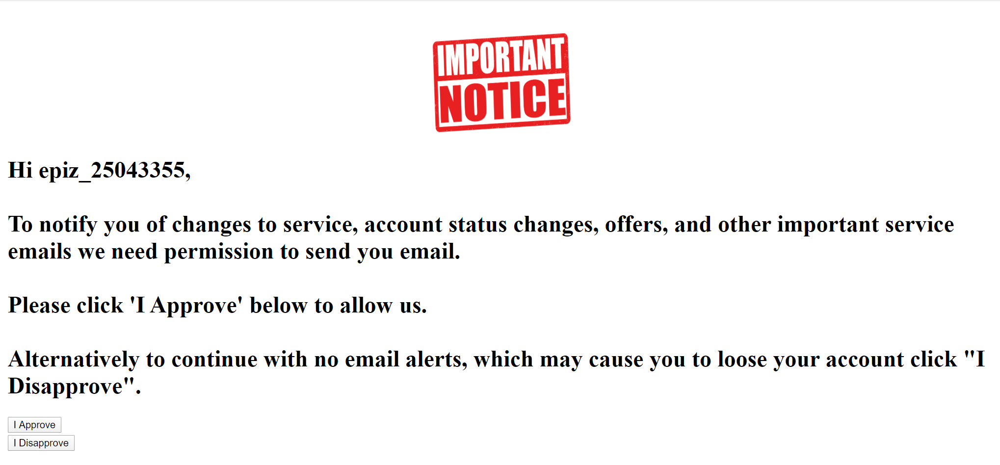 IMPORTANT
NOTICE
Hi epiz_25043355,
To notify you of changes to service, account status changes, offers, and other important service
emails we need permission to send you email.
Please click 'I Approve' below to allow us.
Alternatively to continue with no email alerts, which may cause you to loose your account click "I
Disapprove".
I Approve
I Disapprove